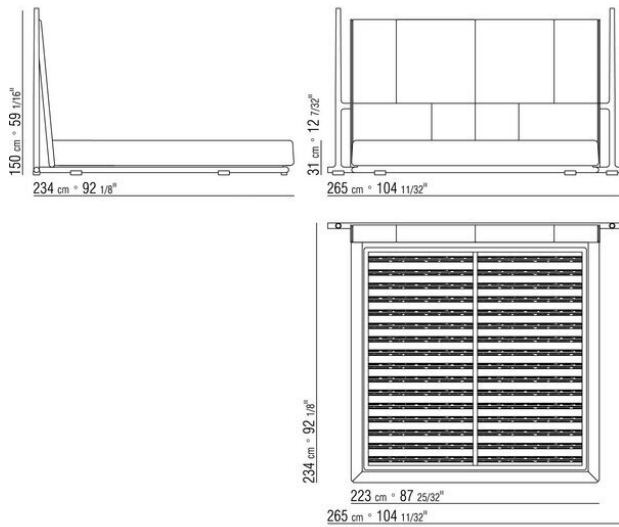 150 cm ° 59 1/16"
234 cm ° 92 1/8"
31 cm ° 12 7/32"
265 cm ° 104 11/32"
234 cm ° 92 1/8"
223 cm ° 87 25/32"
265 cm ° 104 11/32"